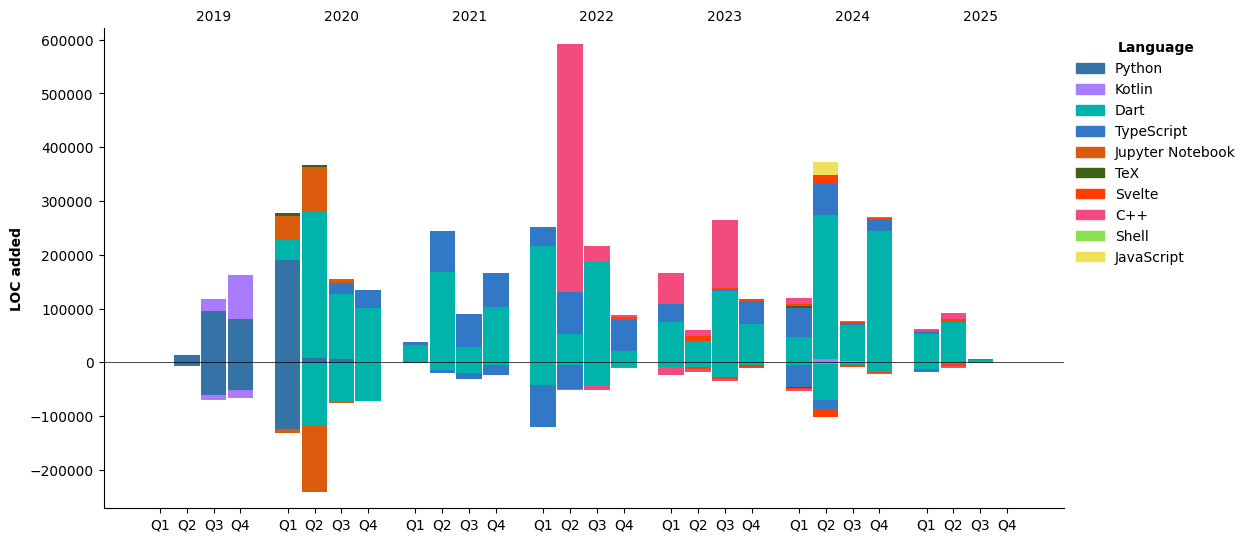 2019 2020 2021 2022 2023 2024 2025
LOC added
600000
500000
400000
300000
200000
100000
0
−100000
−200000
Q1 Q2 Q3 Q4 Q1 Q2 Q3 Q4 Q1 Q2 Q3 Q4 Q1 Q2 Q3 Q4 Q1 Q2 Q3 Q4 Q1 Q2 Q3 Q4 Q1 Q2 Q3 Q4
Language
Python
Kotlin
Dart
TypeScript
Jupyter Notebook
TeX
Svelte
C++
Shell
JavaScript